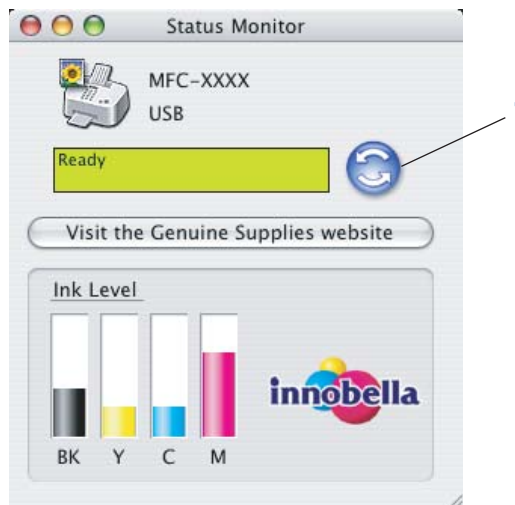 Status Monitor
MFC-XXXX
USB
Ready
Visit the Genuine Supplies website
Ink Level
innobella
BK Y C M